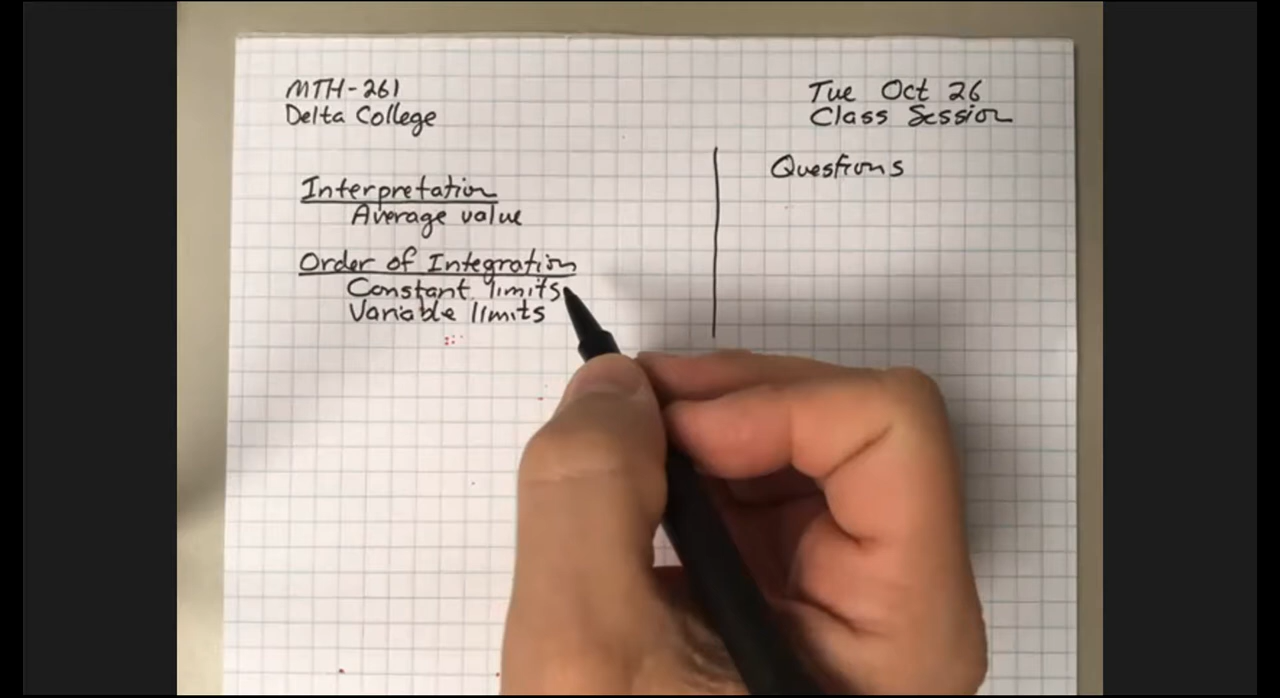 MTH-261
Delta College
Tue Oct 26
Class Session
Interpretation
Average value
Order of Integration
Constant limits
Variable limits
Questions